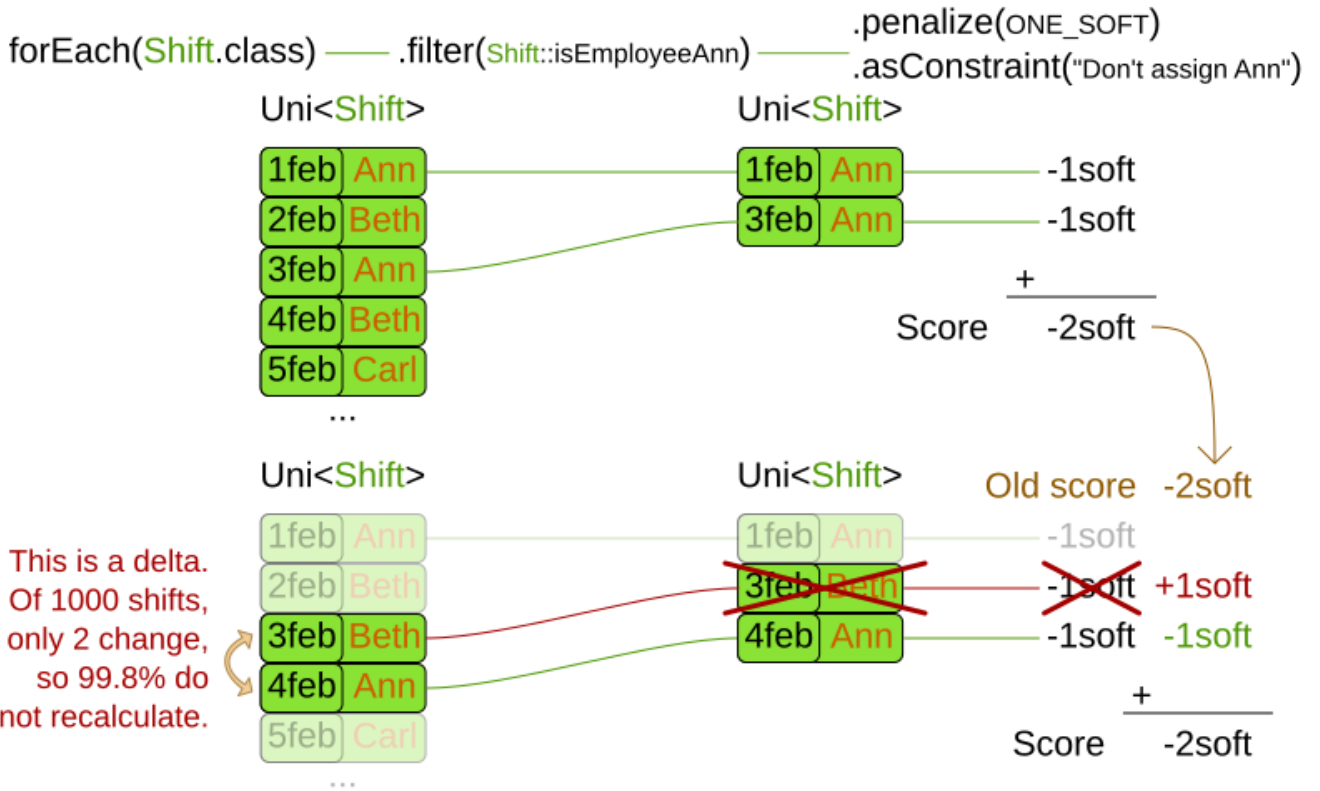 forEach(Shift.class) .filter(Shift::isEmployeeAnn) .penalize(ONE_SOFT)
.asConstraint("Don't assign Ann")
Uni<Shift> Uni<Shift>
1feb Ann 1feb Ann -1soft
2feb Beth 3feb Ann -1soft
3feb Ann
+
4feb Beth Score -2soft
5feb Carl
...
Uni<Shift> Uni<Shift> Old score -2soft
1feb Ann 1feb Ann -1soft
This is a delta.
2feb Beth 3feb Beth -1soft +1soft
Of 1000 shifts,
only 2 change,
3feb Beth 4feb Ann -1soft -1soft
so 99.8% do
4feb Ann +
not recalculate.
5feb Carl Score -2soft
...